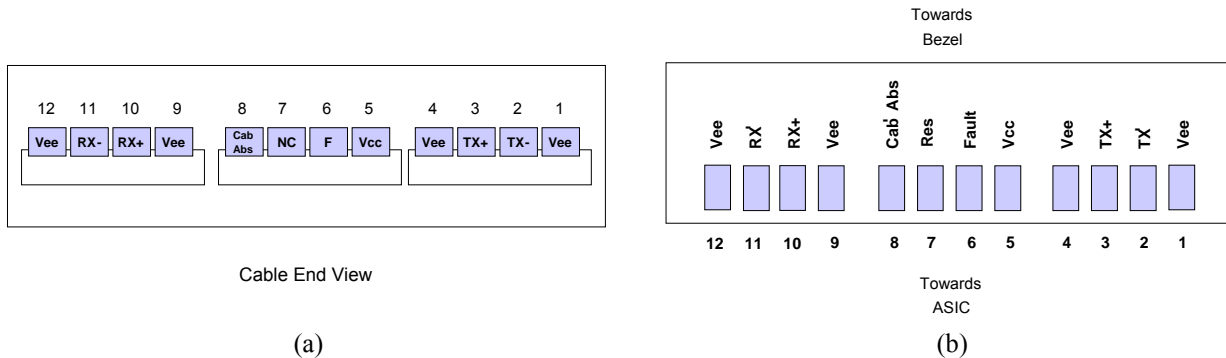 12 11 10 9 8 7 6 5 4 3 2 1
Vee RX- RX+ Vee Cab Abs NC F Vcc Vee TX+ TX- Vee
Cable End View
(a)
Towards
Bezel
Vee RX' RX+ Vee Cab' Abs Res Fault Vcc Vee TX+ TX' Vee
12 11 10 9 8 7 6 5 4 3 2 1
Towards
ASIC
(b)